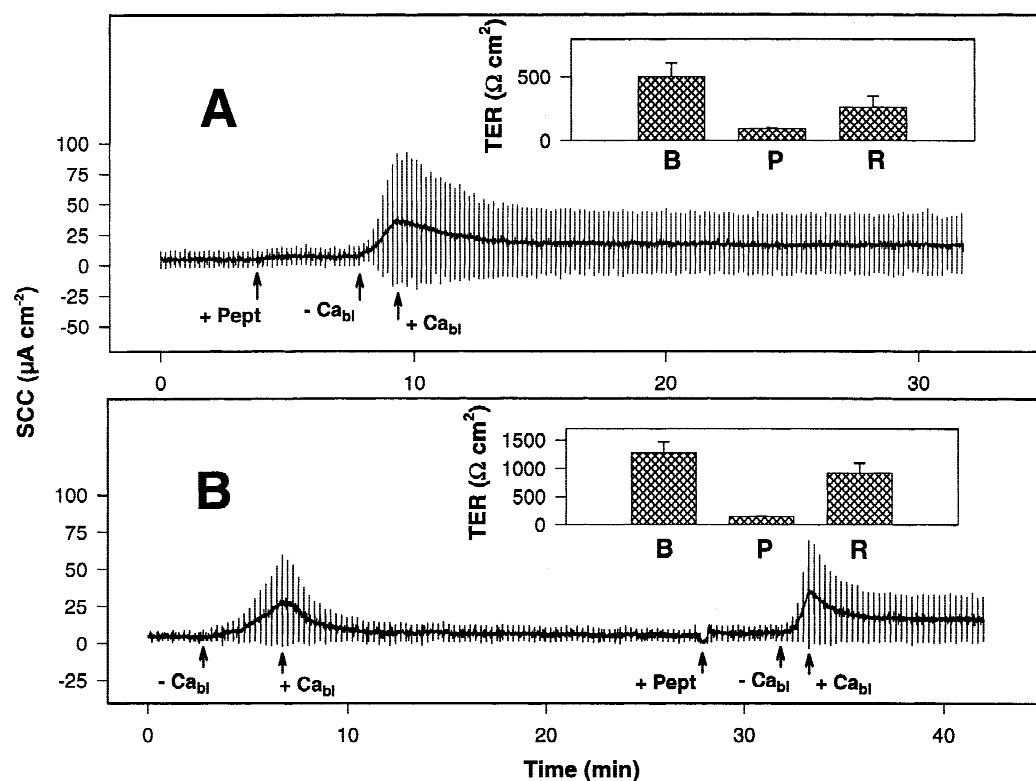 A
TER (Ω cm²)
500
0
B P R
100
75
50
25
0
-25
-50
+ Pept
- Ca_bl
+ Ca_bl
0 10 20 30
SCC (µA cm⁻²)
B
TER (Ω cm²)
1500
1000
500
0
B P R
100
75
50
25
0
-25
- Ca_bl
+ Ca_bl
+ Pept
- Ca_bl
+ Ca_bl
0 10 20 30 40
Time (min)